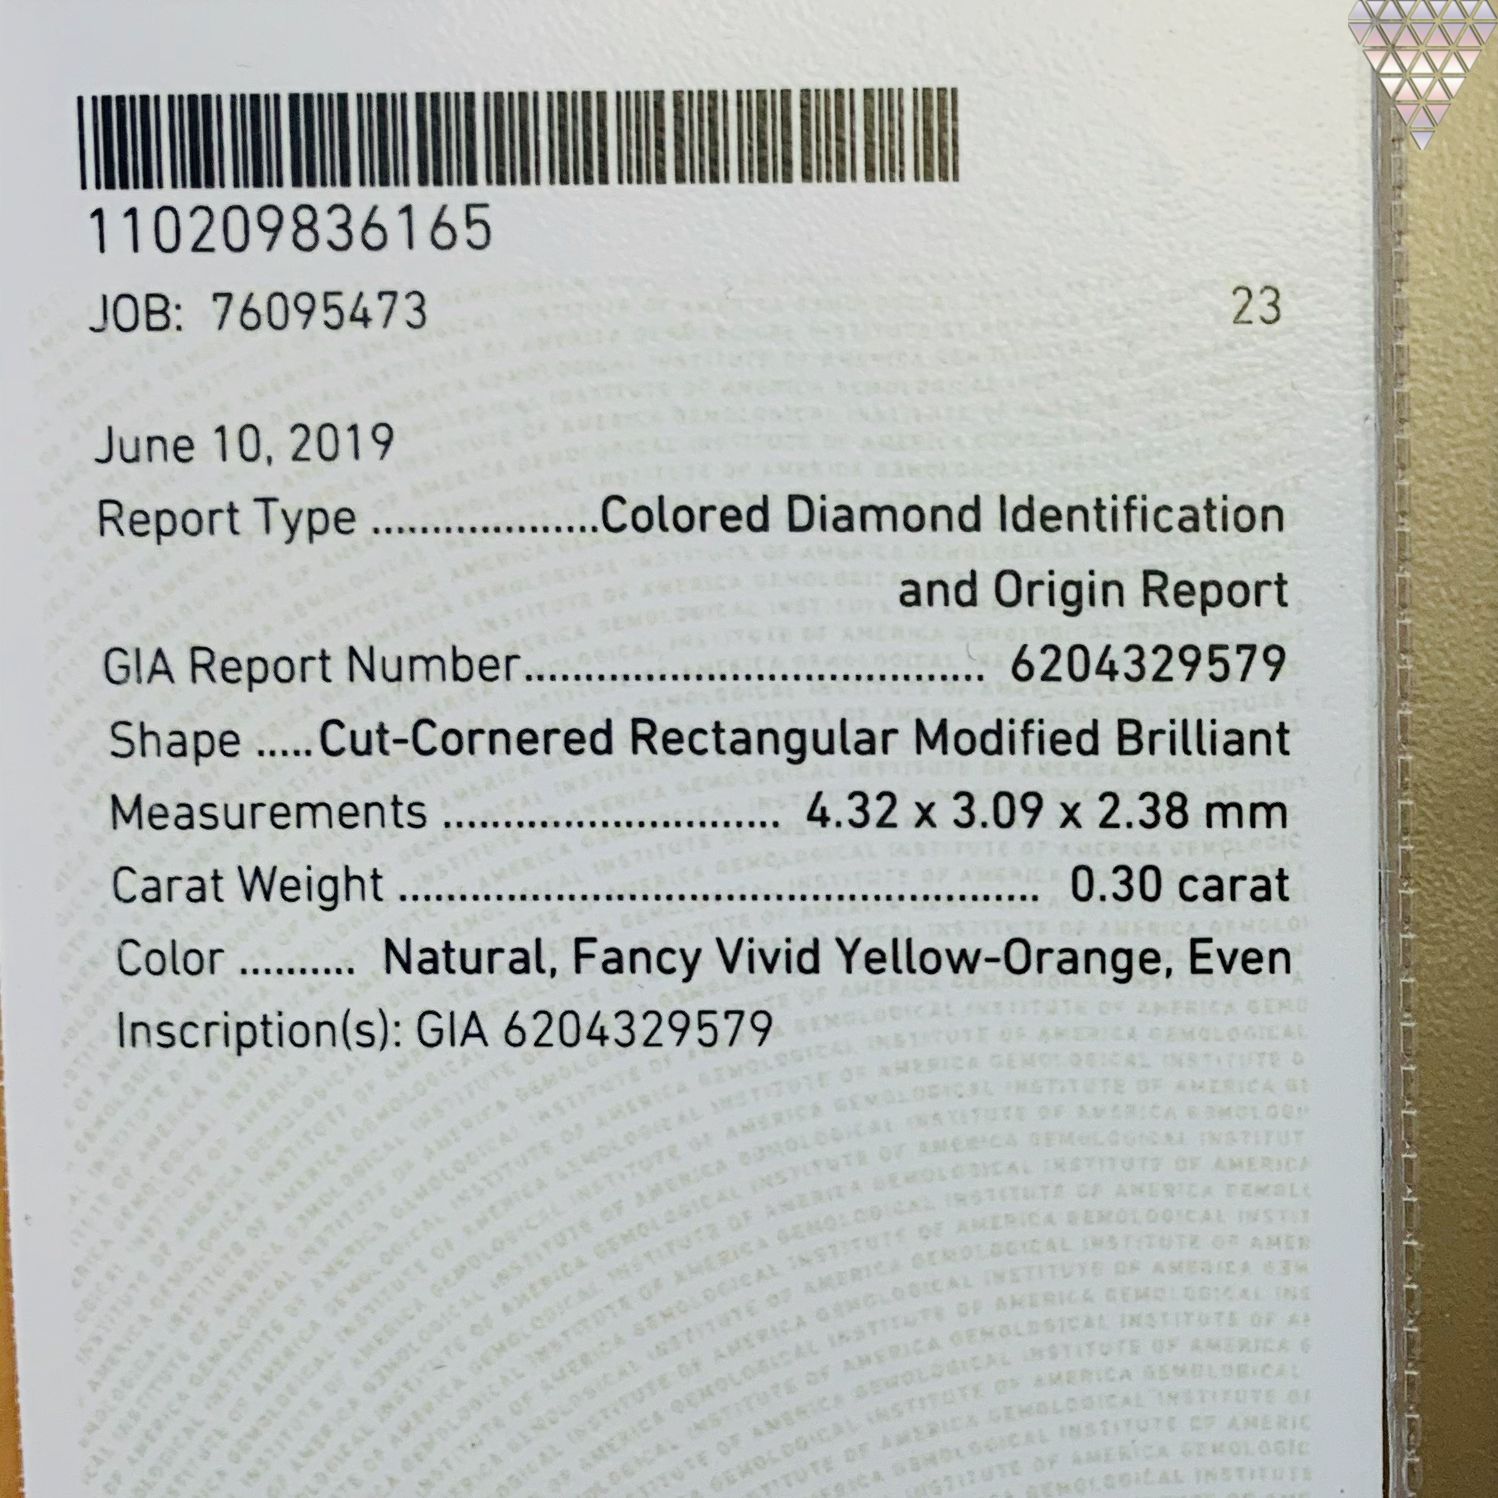 110209836165
JOB: 76095473 23
June 10, 2019
Report Type ...................Colored Diamond Identification
and Origin Report
GIA Report Number...................................... 6204329579
Shape .....Cut-Cornered Rectangular Modified Brilliant
Measurements ............................ 4.32 x 3.09 x 2.38 mm
Carat Weight ..................................................... 0.30 carat
Color .......... Natural, Fancy Vivid Yellow-Orange, Even
Inscription(s): GIA 6204329579